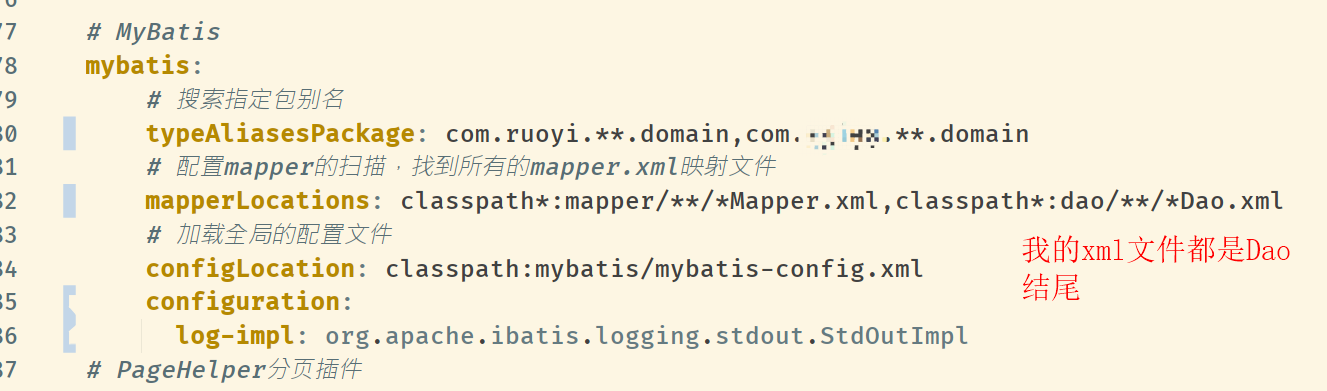 77 # MyBatis
78 mybatis:
79 # 搜索指定包别名
80 typeAliasesPackage: com.ruoyi.**.domain,com. .**.domain
81 # 配置mapper的扫描，找到所有的mapper.xml映射文件
82 mapperLocations: classpath*:mapper/**/*Mapper.xml,classpath*:dao/**/*Dao.xml
83 # 加载全局的配置文件
84 configLocation: classpath:mybatis/mybatis-config.xml
85 configuration:
86 log-impl: org.apache.ibatis.logging.stdout.StdOutImpl
87 # PageHelper分页插件
我的xml文件都是Dao
结尾